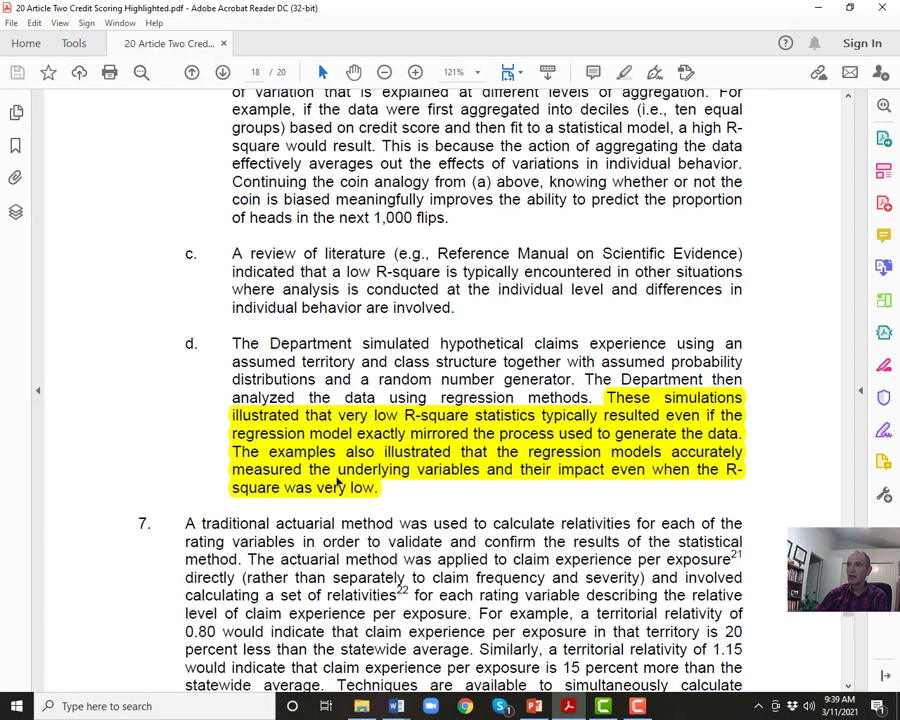 20 Article Two Credit Scoring Highlighted.pdf - Adobe Acrobat Reader DC (32-bit)
File Edit View Sign Window Help
Home Tools 20 Article Two Cred... × Sign In
18 / 20 121%
of variation that is explained at different levels of aggregation. For
example, if the data were first aggregated into deciles (i.e., ten equal
groups) based on credit score and then fit to a statistical model, a high R-
square would result. This is because the action of aggregating the data
effectively averages out the effects of variations in individual behavior.
Continuing the coin analogy from (a) above, knowing whether or not the
coin is biased meaningfully improves the ability to predict the proportion
of heads in the next 1,000 flips.
c. A review of literature (e.g., Reference Manual on Scientific Evidence)
indicated that a low R-square is typically encountered in other situations
where analysis is conducted at the individual level and differences in
individual behavior are involved.
d. The Department simulated hypothetical claims experience using an
assumed territory and class structure together with assumed probability
distributions and a random number generator. The Department then
analyzed the data using regression methods. These simulations
illustrated that very low R-square statistics typically resulted even if the
regression model exactly mirrored the process used to generate the data.
The examples also illustrated that the regression models accurately
measured the underlying variables and their impact even when the R-
square was very low.
7. A traditional actuarial method was used to calculate relativities for each of the
rating variables in order to validate and confirm the results of the statistical
method. The actuarial method was applied to claim experience per exposure21
directly (rather than separately to claim frequency and severity) and involved
calculating a set of relativities22 for each rating variable describing the relative
level of claim experience per exposure. For example, a territorial relativity of
0.80 would indicate that claim experience per exposure in that territory is 20
percent less than the statewide average. Similarly, a territorial relativity of 1.15
would indicate that claim experience per exposure is 15 percent more than the
statewide average. Techniques are available to simultaneously calculate
Type here to search
9:39 AM
3/11/2021